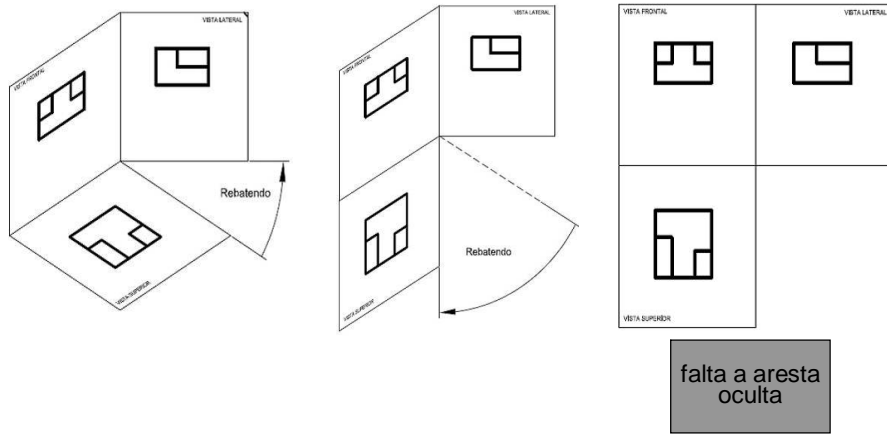 VISTA FRONTAL
VISTA LATERAL
Rebatendo
VISTA SUPERIOR
VISTA FRONTAL
VISTA LATERAL
Rebatendo
VISTA SUPERIOR
VISTA FRONTAL
VISTA LATERAL
VISTA SUPERIOR
falta a aresta
oculta